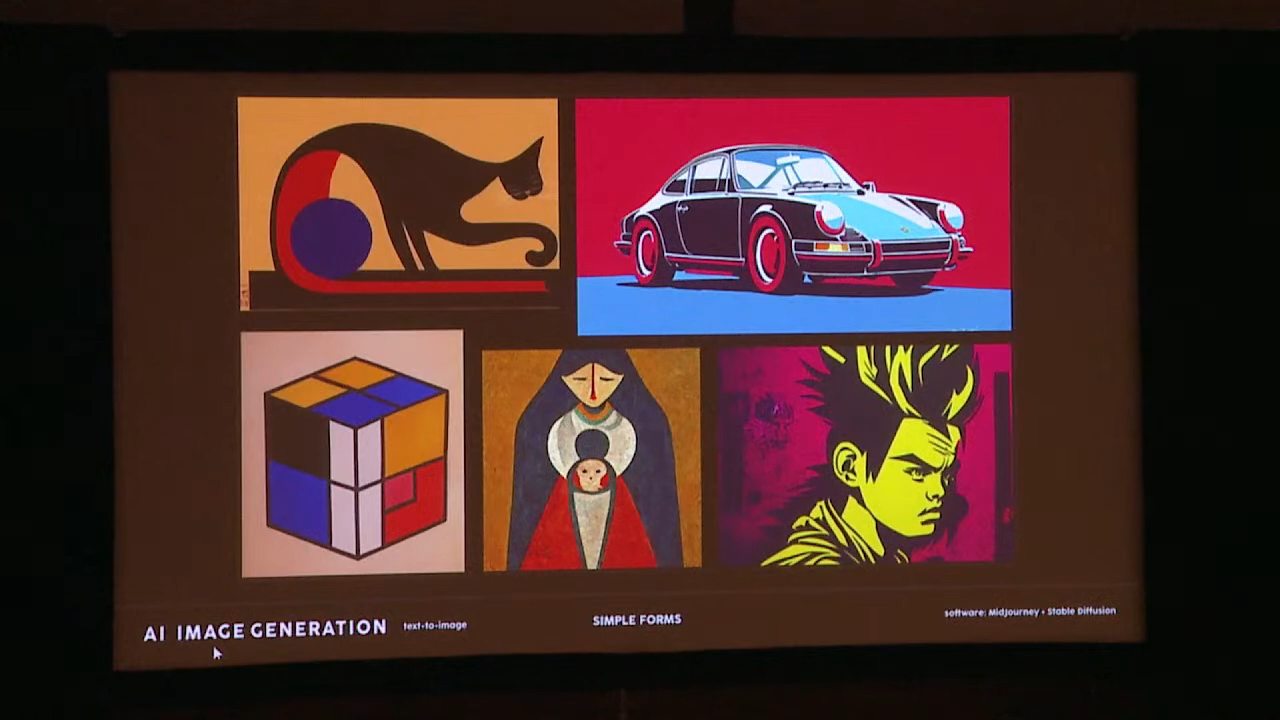 AI IMAGE GENERATION text-to-image
SIMPLE FORMS
software: Midjourney • Stable Diffusion